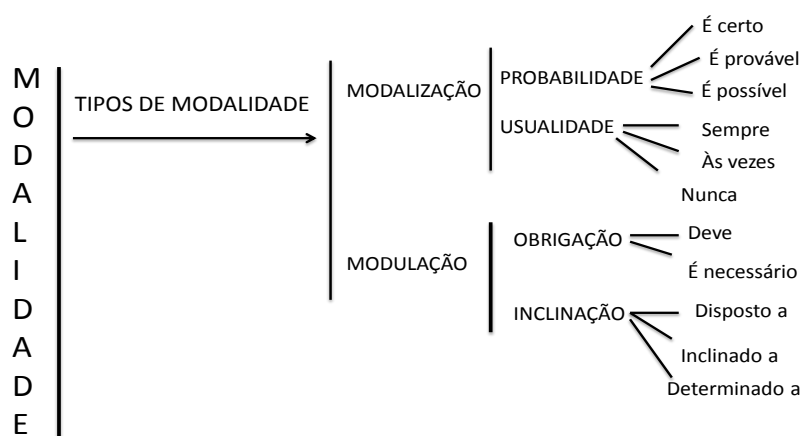 MODALIDADE
TIPOS DE MODALIDADE
MODALIZAÇÃO
PROBABILIDADE
É certo
É provável
É possível
USUALIDADE
Sempre
Às vezes
Nunca
MODULAÇÃO
OBRIGAÇÃO
Deve
É necessário
INCLINAÇÃO
Disposto a
Inclinado a
Determinado a